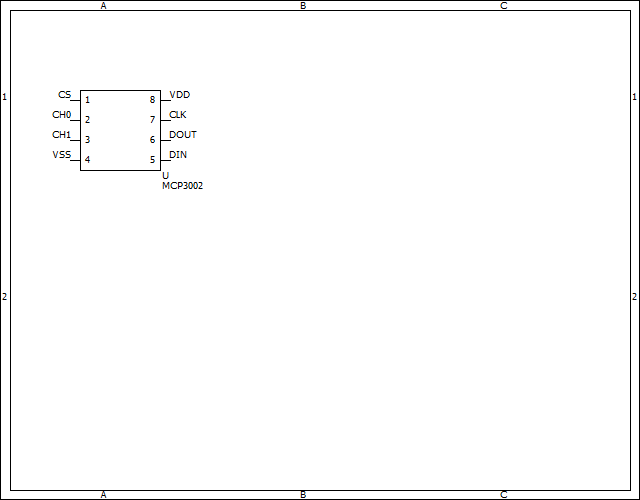 A B C
1 1
CS 1 8 VDD
CH0 2 7 CLK
CH1 3 6 DOUT
VSS 4 5 DIN
U
MCP3002
2 2
A B C